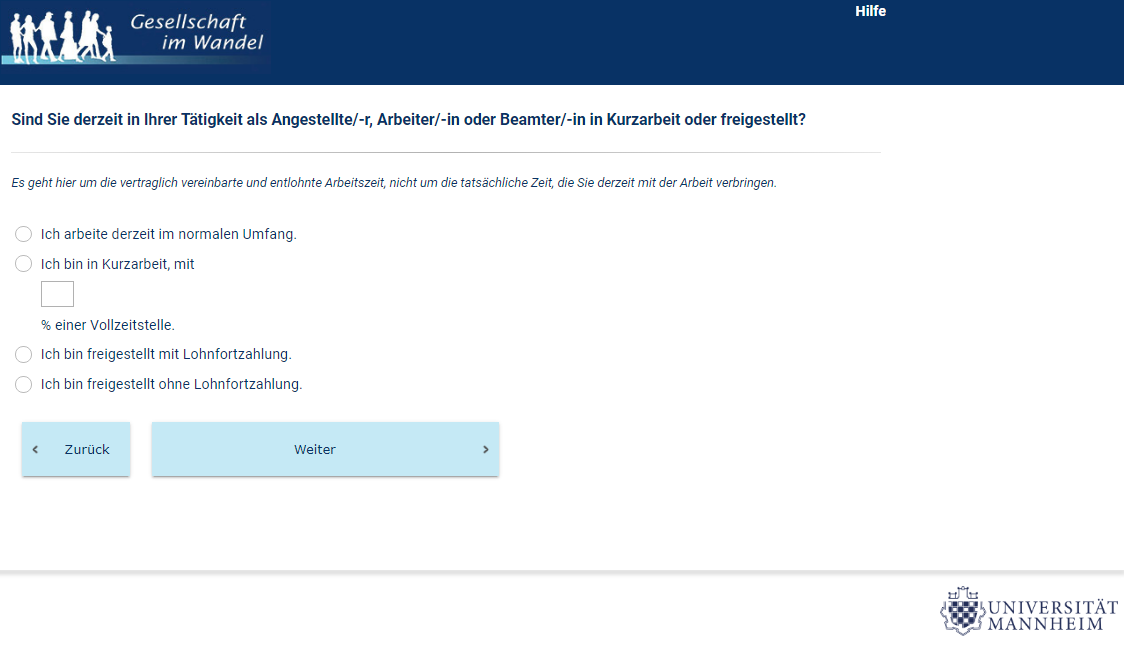 Gesellschaft
im Wandel
Hilfe
Sind Sie derzeit in Ihrer Tätigkeit als Angestellte/-r, Arbeiter/-in oder Beamter/-in in Kurzarbeit oder freigestellt?
Es geht hier um die vertraglich vereinbarte und entlohnte Arbeitszeit, nicht um die tatsächliche Zeit, die Sie derzeit mit der Arbeit verbringen.
Ich arbeite derzeit im normalen Umfang.
Ich bin in Kurzarbeit, mit
% einer Vollzeitstelle.
Ich bin freigestellt mit Lohnfortzahlung.
Ich bin freigestellt ohne Lohnfortzahlung.
Zurück
Weiter
UNIVERSITÄT
MANNHEIM